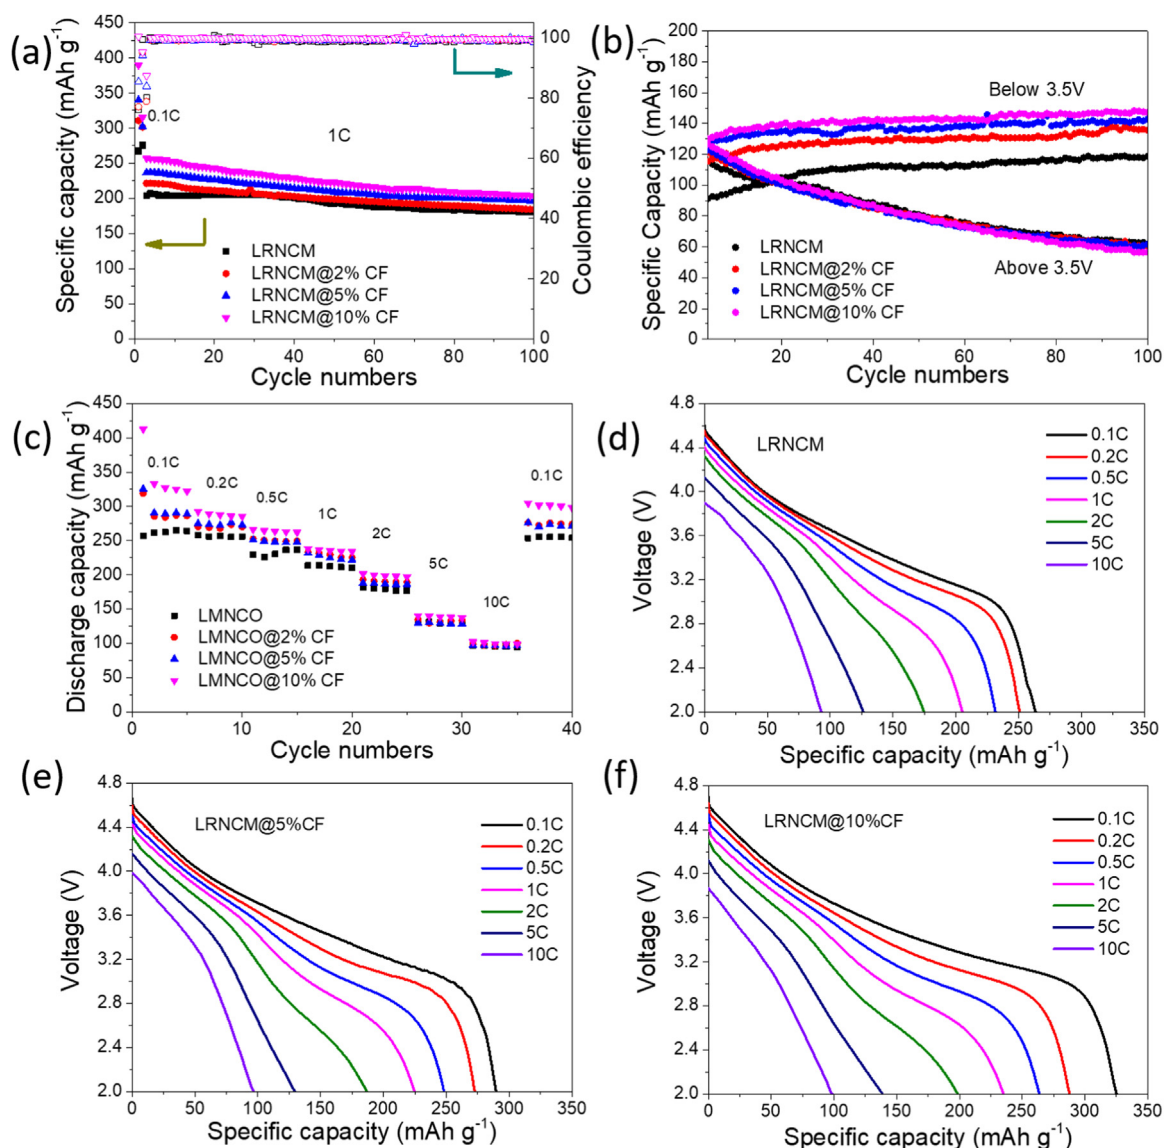 (a)
450
400
350
300
250
200
150
100
50
0
Specific capacity (mAh g⁻¹)
0.1C
1C
LRNCM
LRNCM@2% CF
LRNCM@5% CF
LRNCM@10% CF
0 20 40 60 80 100
Cycle numbers
100
80
60
40
20
0
Coulombic efficiency
(b)
200
180
160
140
120
100
80
60
40
20
0
Specific Capacity (mAh g⁻¹)
Below 3.5V
LRNCM
LRNCM@2% CF
LRNCM@5% CF
LRNCM@10% CF
Above 3.5V
20 40 60 80 100
Cycle numbers
(c)
450
400
350
300
250
200
150
100
50
0
Discharge capacity (mAh g⁻¹)
0.1C
0.2C
0.5C
1C
2C
5C
10C
0.1C
LMNCO
LMNCO@2% CF
LMNCO@5% CF
LMNCO@10% CF
0 10 20 30 40
Cycle numbers
(d)
4.8
4.4
4.0
3.6
3.2
2.8
2.4
2.0
Voltage (V)
LRNCM
0.1C
0.2C
0.5C
1C
2C
5C
10C
0 50 100 150 200 250 300 350
Specific capacity (mAh g⁻¹)
(e)
4.8
4.4
4.0
3.6
3.2
2.8
2.4
2.0
Voltage (V)
LRNCM@5%CF
0.1C
0.2C
0.5C
1C
2C
5C
10C
0 50 100 150 200 250 300 350
Specific capacity (mAh g⁻¹)
(f)
4.8
4.4
4.0
3.6
3.2
2.8
2.4
2.0
Voltage (V)
LRNCM@10%CF
0.1C
0.2C
0.5C
1C
2C
5C
10C
0 50 100 150 200 250 300 350
Specific capacity (mAh g⁻¹)